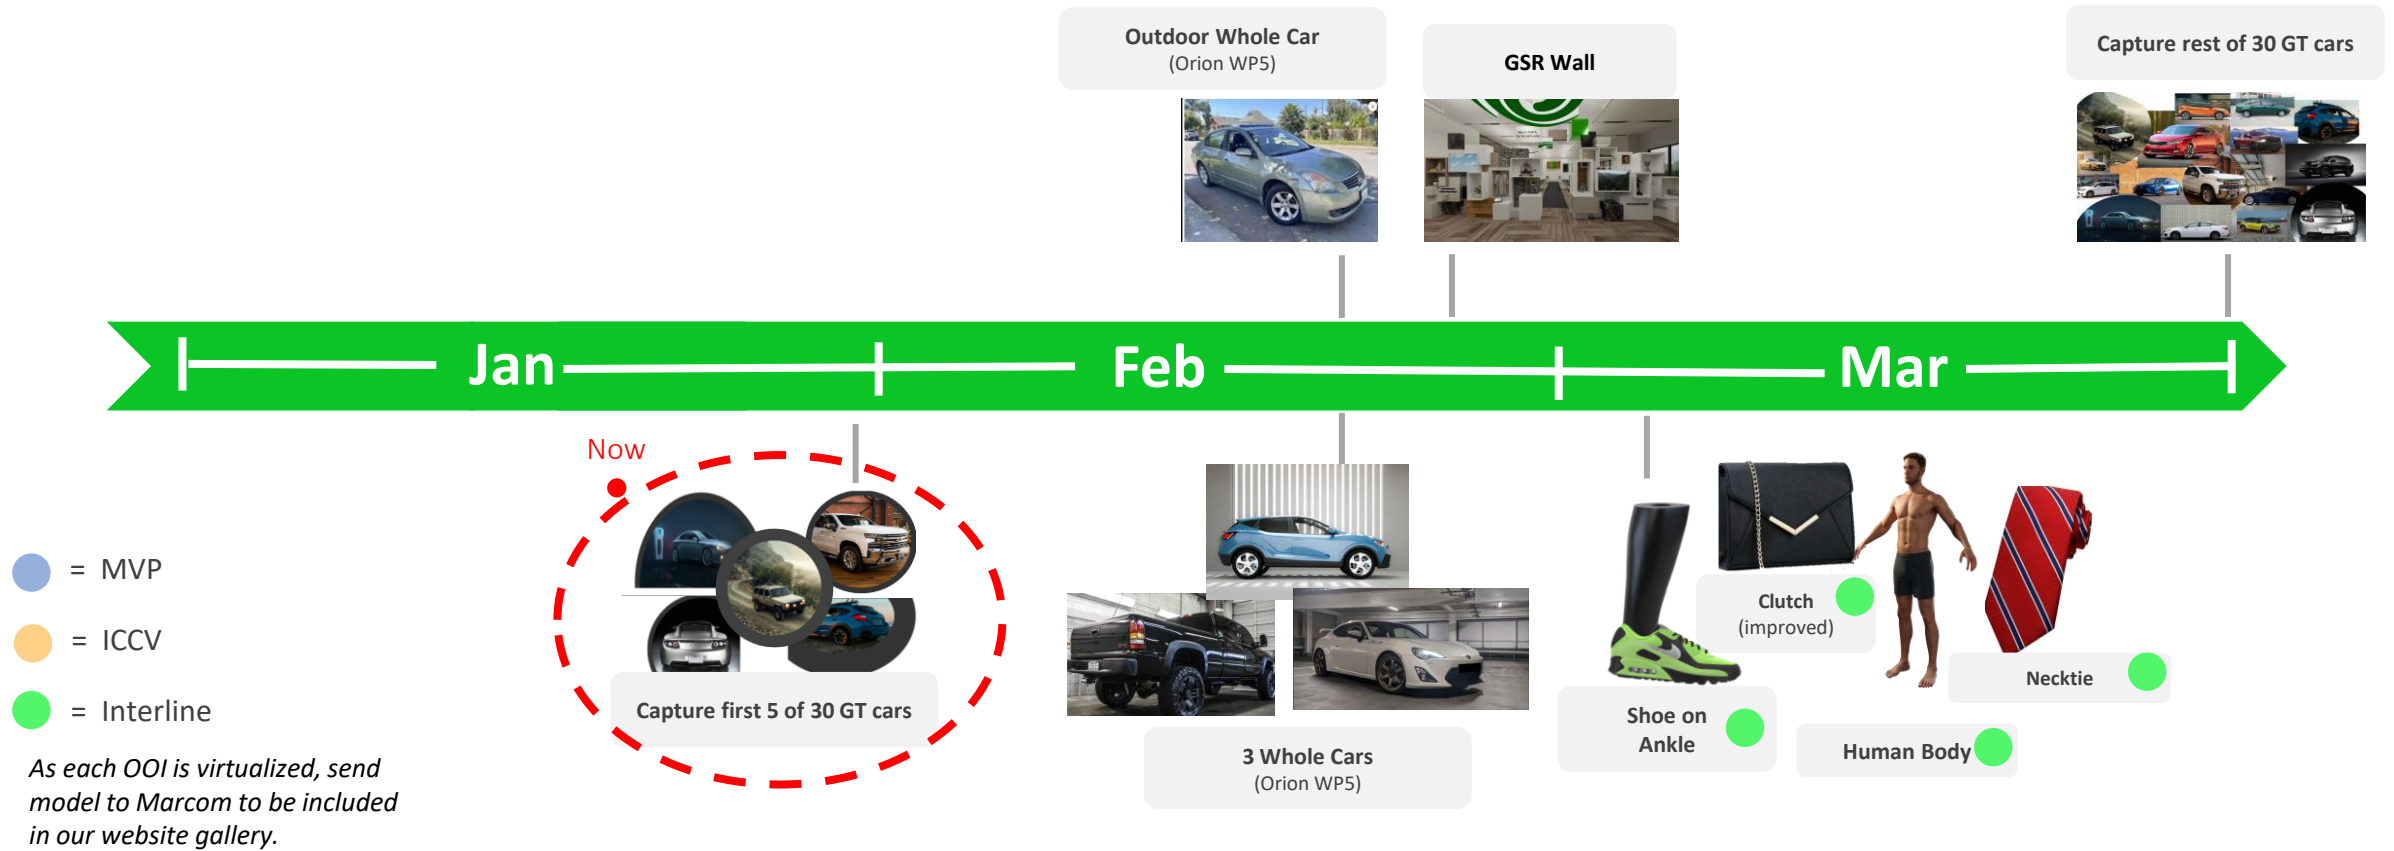 Outdoor Whole Car
(Orion WP5)
GSR Wall
Capture rest of 30 GT cars
Jan
Feb
Mar
Now
= MVP
= ICCV
= Interline
As each OOI is virtualized, send
model to Marcom to be included
in our website gallery.
Capture first 5 of 30 GT cars
3 Whole Cars
(Orion WP5)
Shoe on
Ankle
Clutch
(improved)
Human Body
Necktie